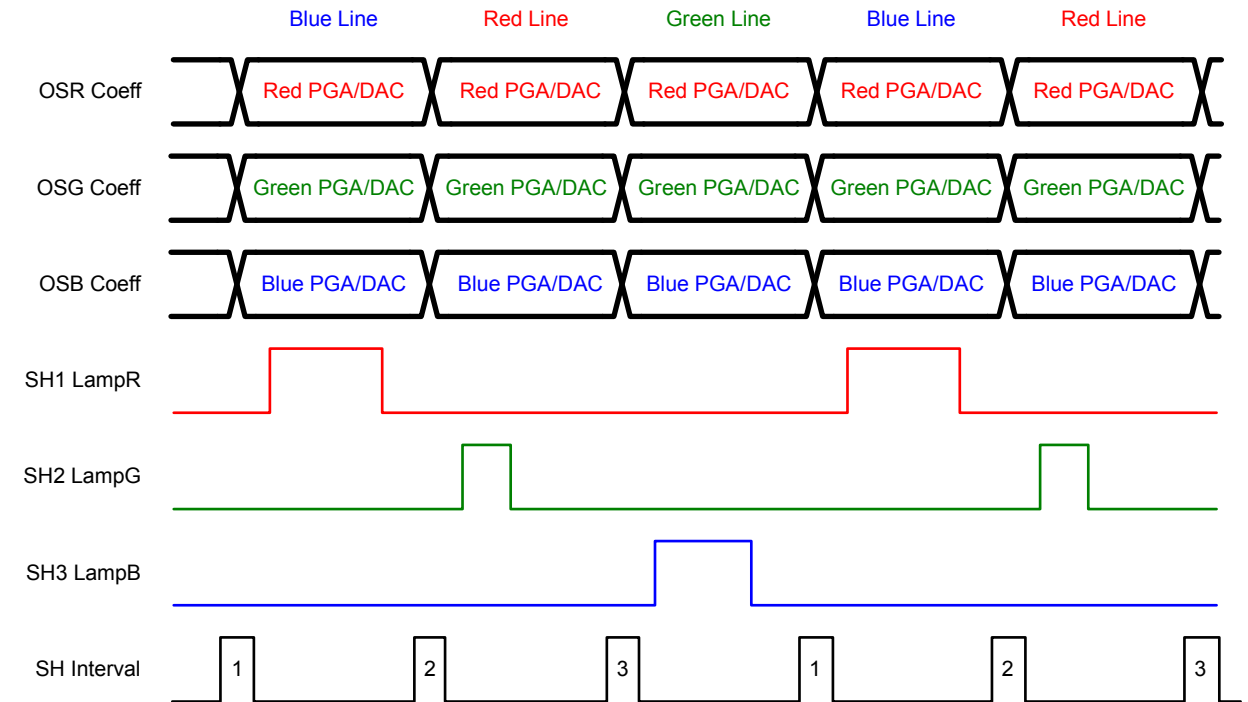 Blue Line Red Line Green Line Blue Line Red Line
OSR Coeff Red PGA/DAC Red PGA/DAC Red PGA/DAC Red PGA/DAC Red PGA/DAC
OSG Coeff Green PGA/DAC Green PGA/DAC Green PGA/DAC Green PGA/DAC Green PGA/DAC
OSB Coeff Blue PGA/DAC Blue PGA/DAC Blue PGA/DAC Blue PGA/DAC Blue PGA/DAC
SH1 LampR
SH2 LampG
SH3 LampB
SH Interval 1 2 3 1 2 3